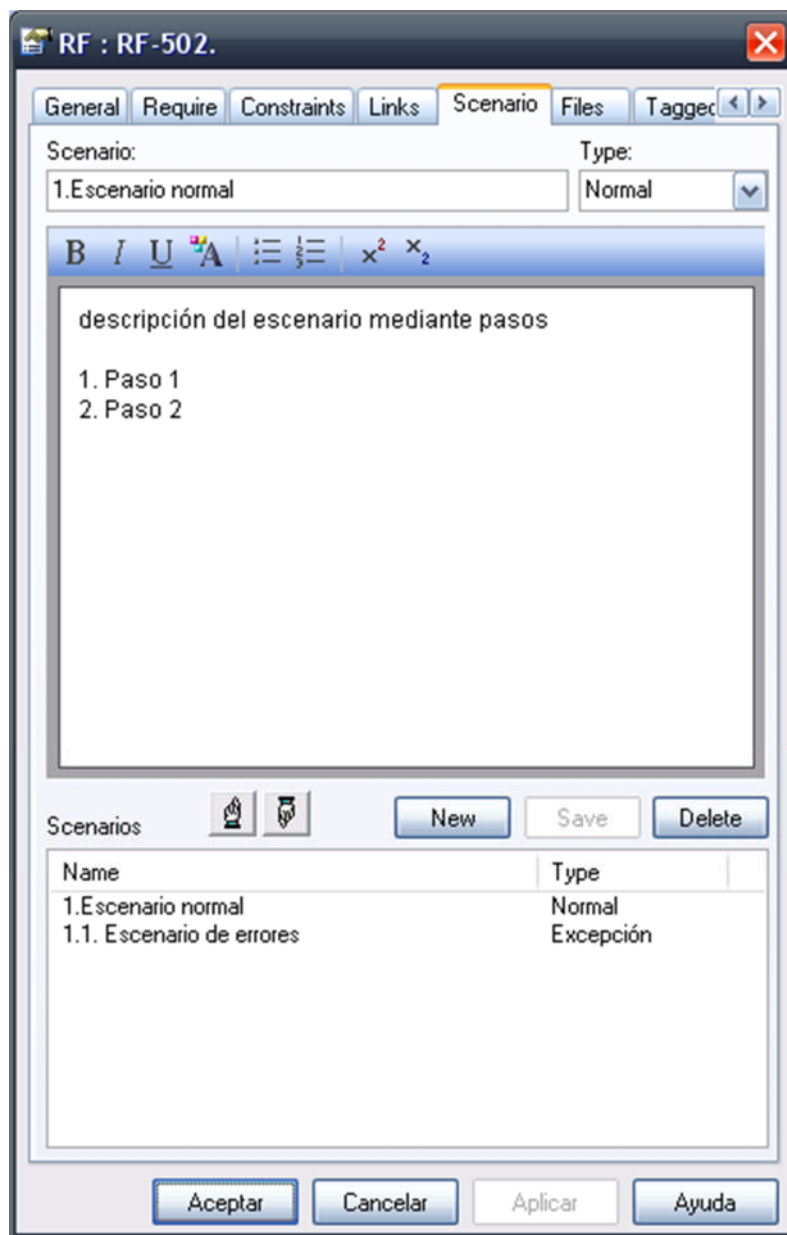 RF : RF-502.
General Require Constraints Links Scenario Files Tagged
Scenario: Type:
1.Escenario normal Normal
B I U A x² x₂
descripción del escenario mediante pasos
1. Paso 1
2. Paso 2
Scenarios New Save Delete
Name Type
1.Escenario normal Normal
1.1. Escenario de errores Excepción
Aceptar Cancelar Aplicar Ayuda